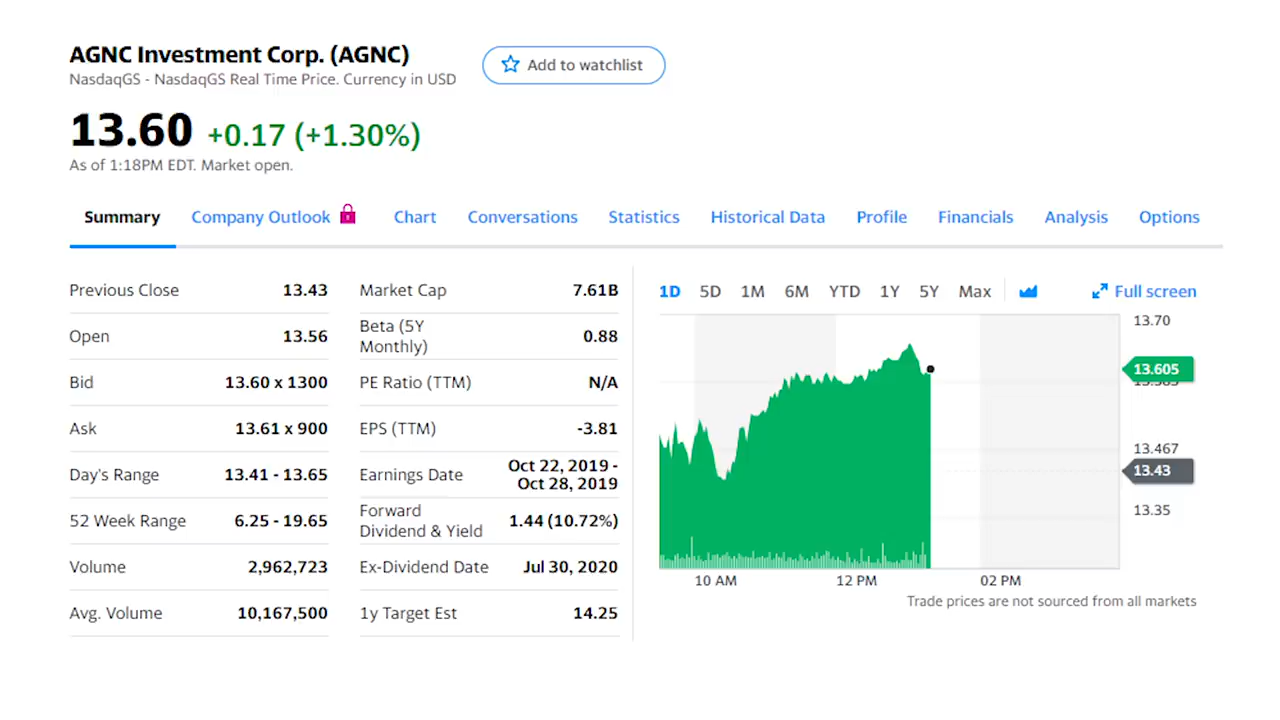 AGNC Investment Corp. (AGNC)
Add to watchlist
NasdaqGS - NasdaqGS Real Time Price. Currency in USD
13.60 +0.17 (+1.30%)
As of 1:18PM EDT. Market open.
Summary Company Outlook Chart Conversations Statistics Historical Data Profile Financials Analysis Options
Previous Close 13.43
Open 13.56
Bid 13.60 x 1300
Ask 13.61 x 900
Day's Range 13.41 - 13.65
52 Week Range 6.25 - 19.65
Volume 2,962,723
Avg. Volume 10,167,500
Market Cap 7.61B
Beta (5Y
Monthly) 0.88
PE Ratio (TTM) N/A
EPS (TTM) -3.81
Earnings Date Oct 22, 2019 -
Oct 28, 2019
Forward
Dividend & Yield 1.44 (10.72%)
Ex-Dividend Date Jul 30, 2020
1y Target Est 14.25
1D 5D 1M 6M YTD 1Y 5Y Max Full screen
13.70
13.605
13.467
13.43
13.35
10 AM 12 PM 02 PM
Trade prices are not sourced from all markets